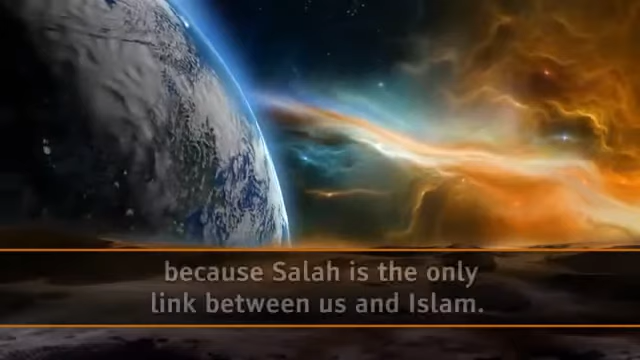 because Salah is the only
link between us and Islam.